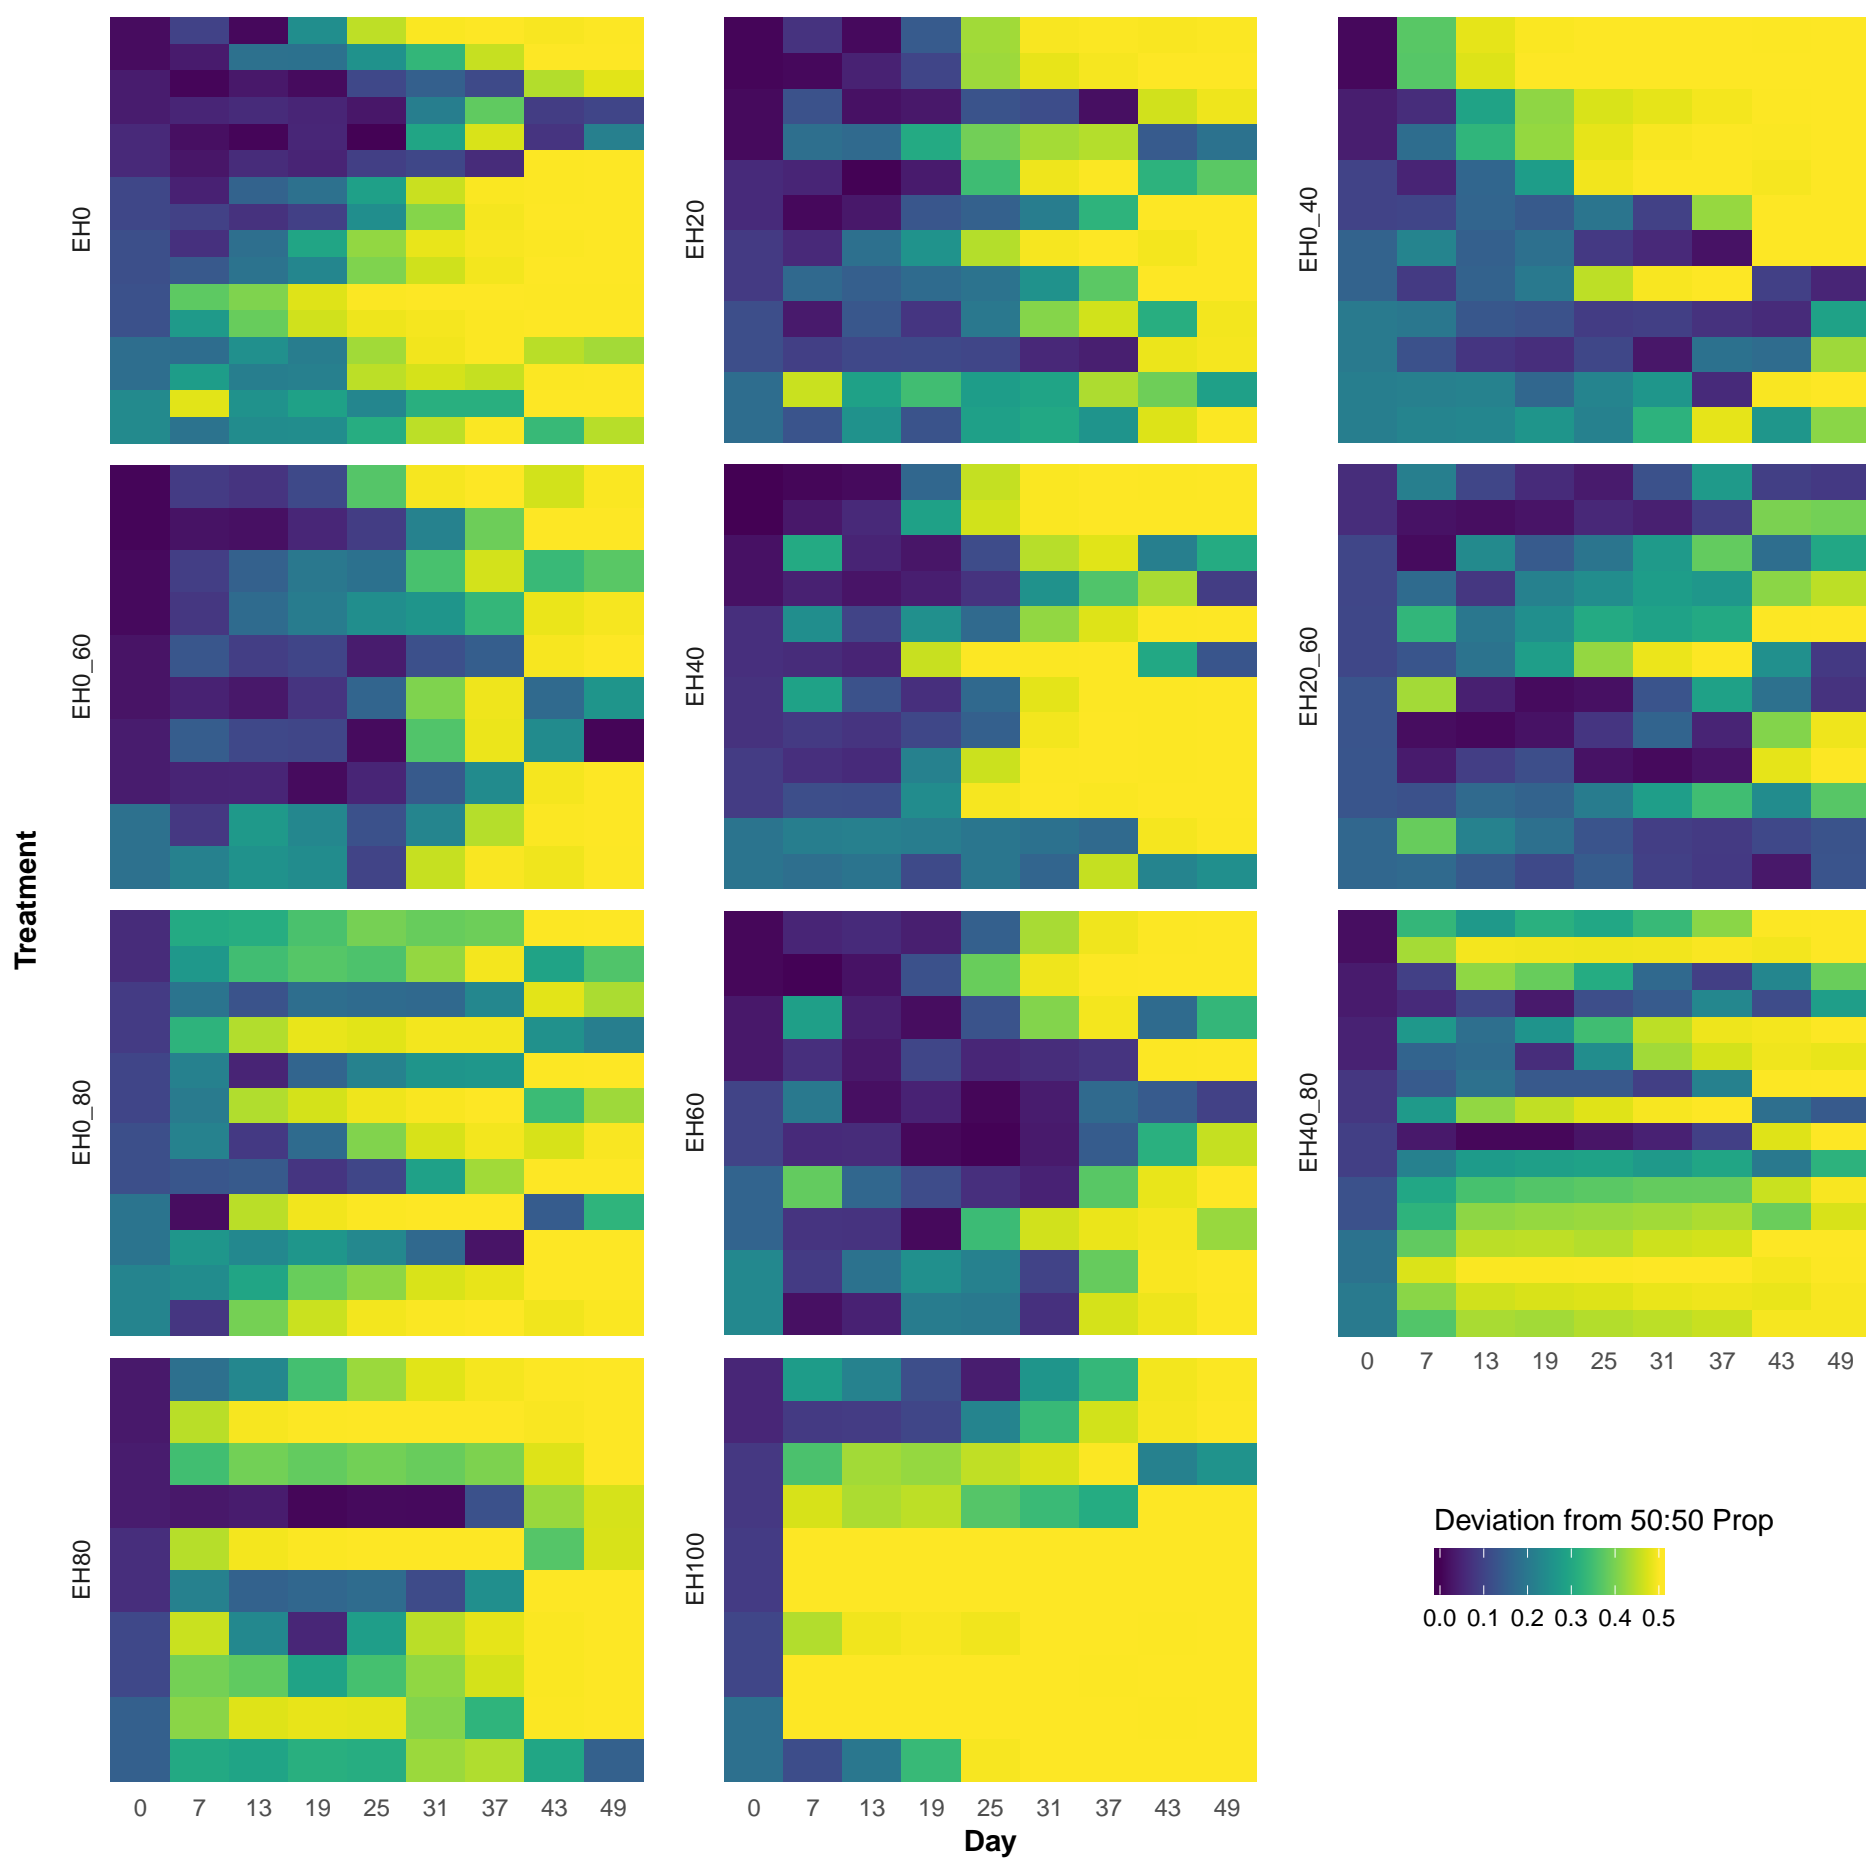 EH0
EH20
EH0_40
EH0_60
EH40
EH20_60
Treatment
EH0_80
EH60
EH40_80
0 7 13 19 25 31 37 43 49
EH80
EH100
Deviation from 50:50 Prop
0.0 0.1 0.2 0.3 0.4 0.5
0 7 13 19 25 31 37 43 49
0 7 13 19 25 31 37 43 49
Day